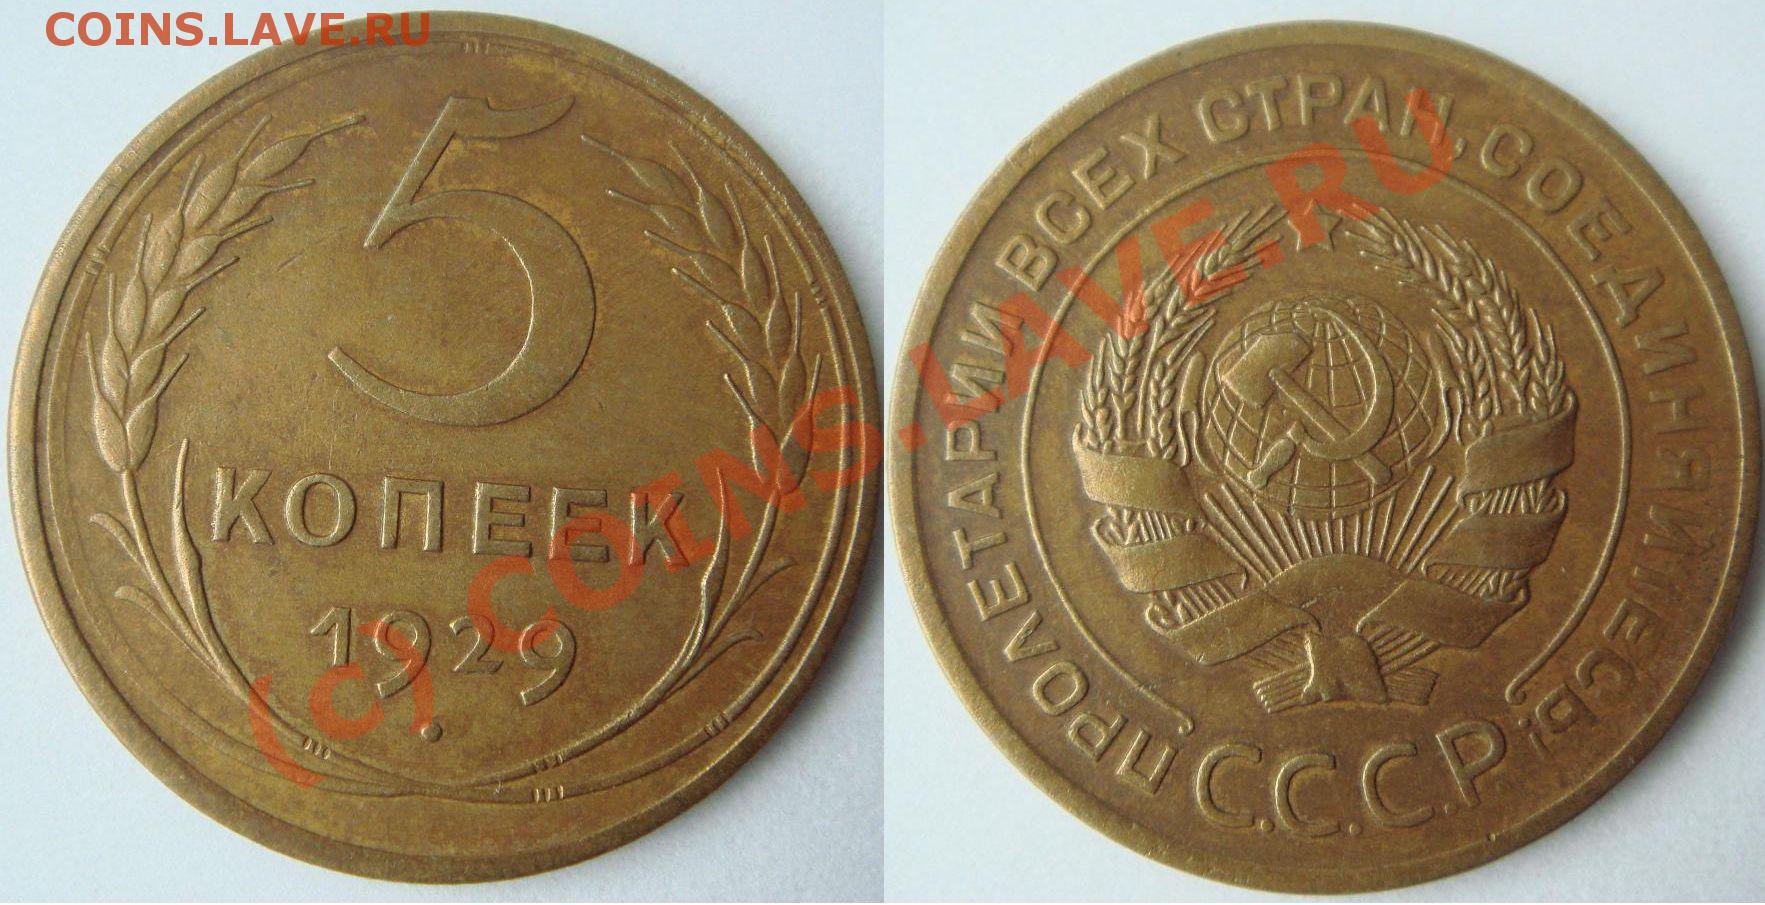 COINS.LAVE.RU
5
КОПЕЕК
1929
ПРОЛЕТАРИИ ВСЕХ СТРАН, СОЕДИНЯЙТЕСЬ!
С.С.С.Р
(c) COINS.LAVE.RU